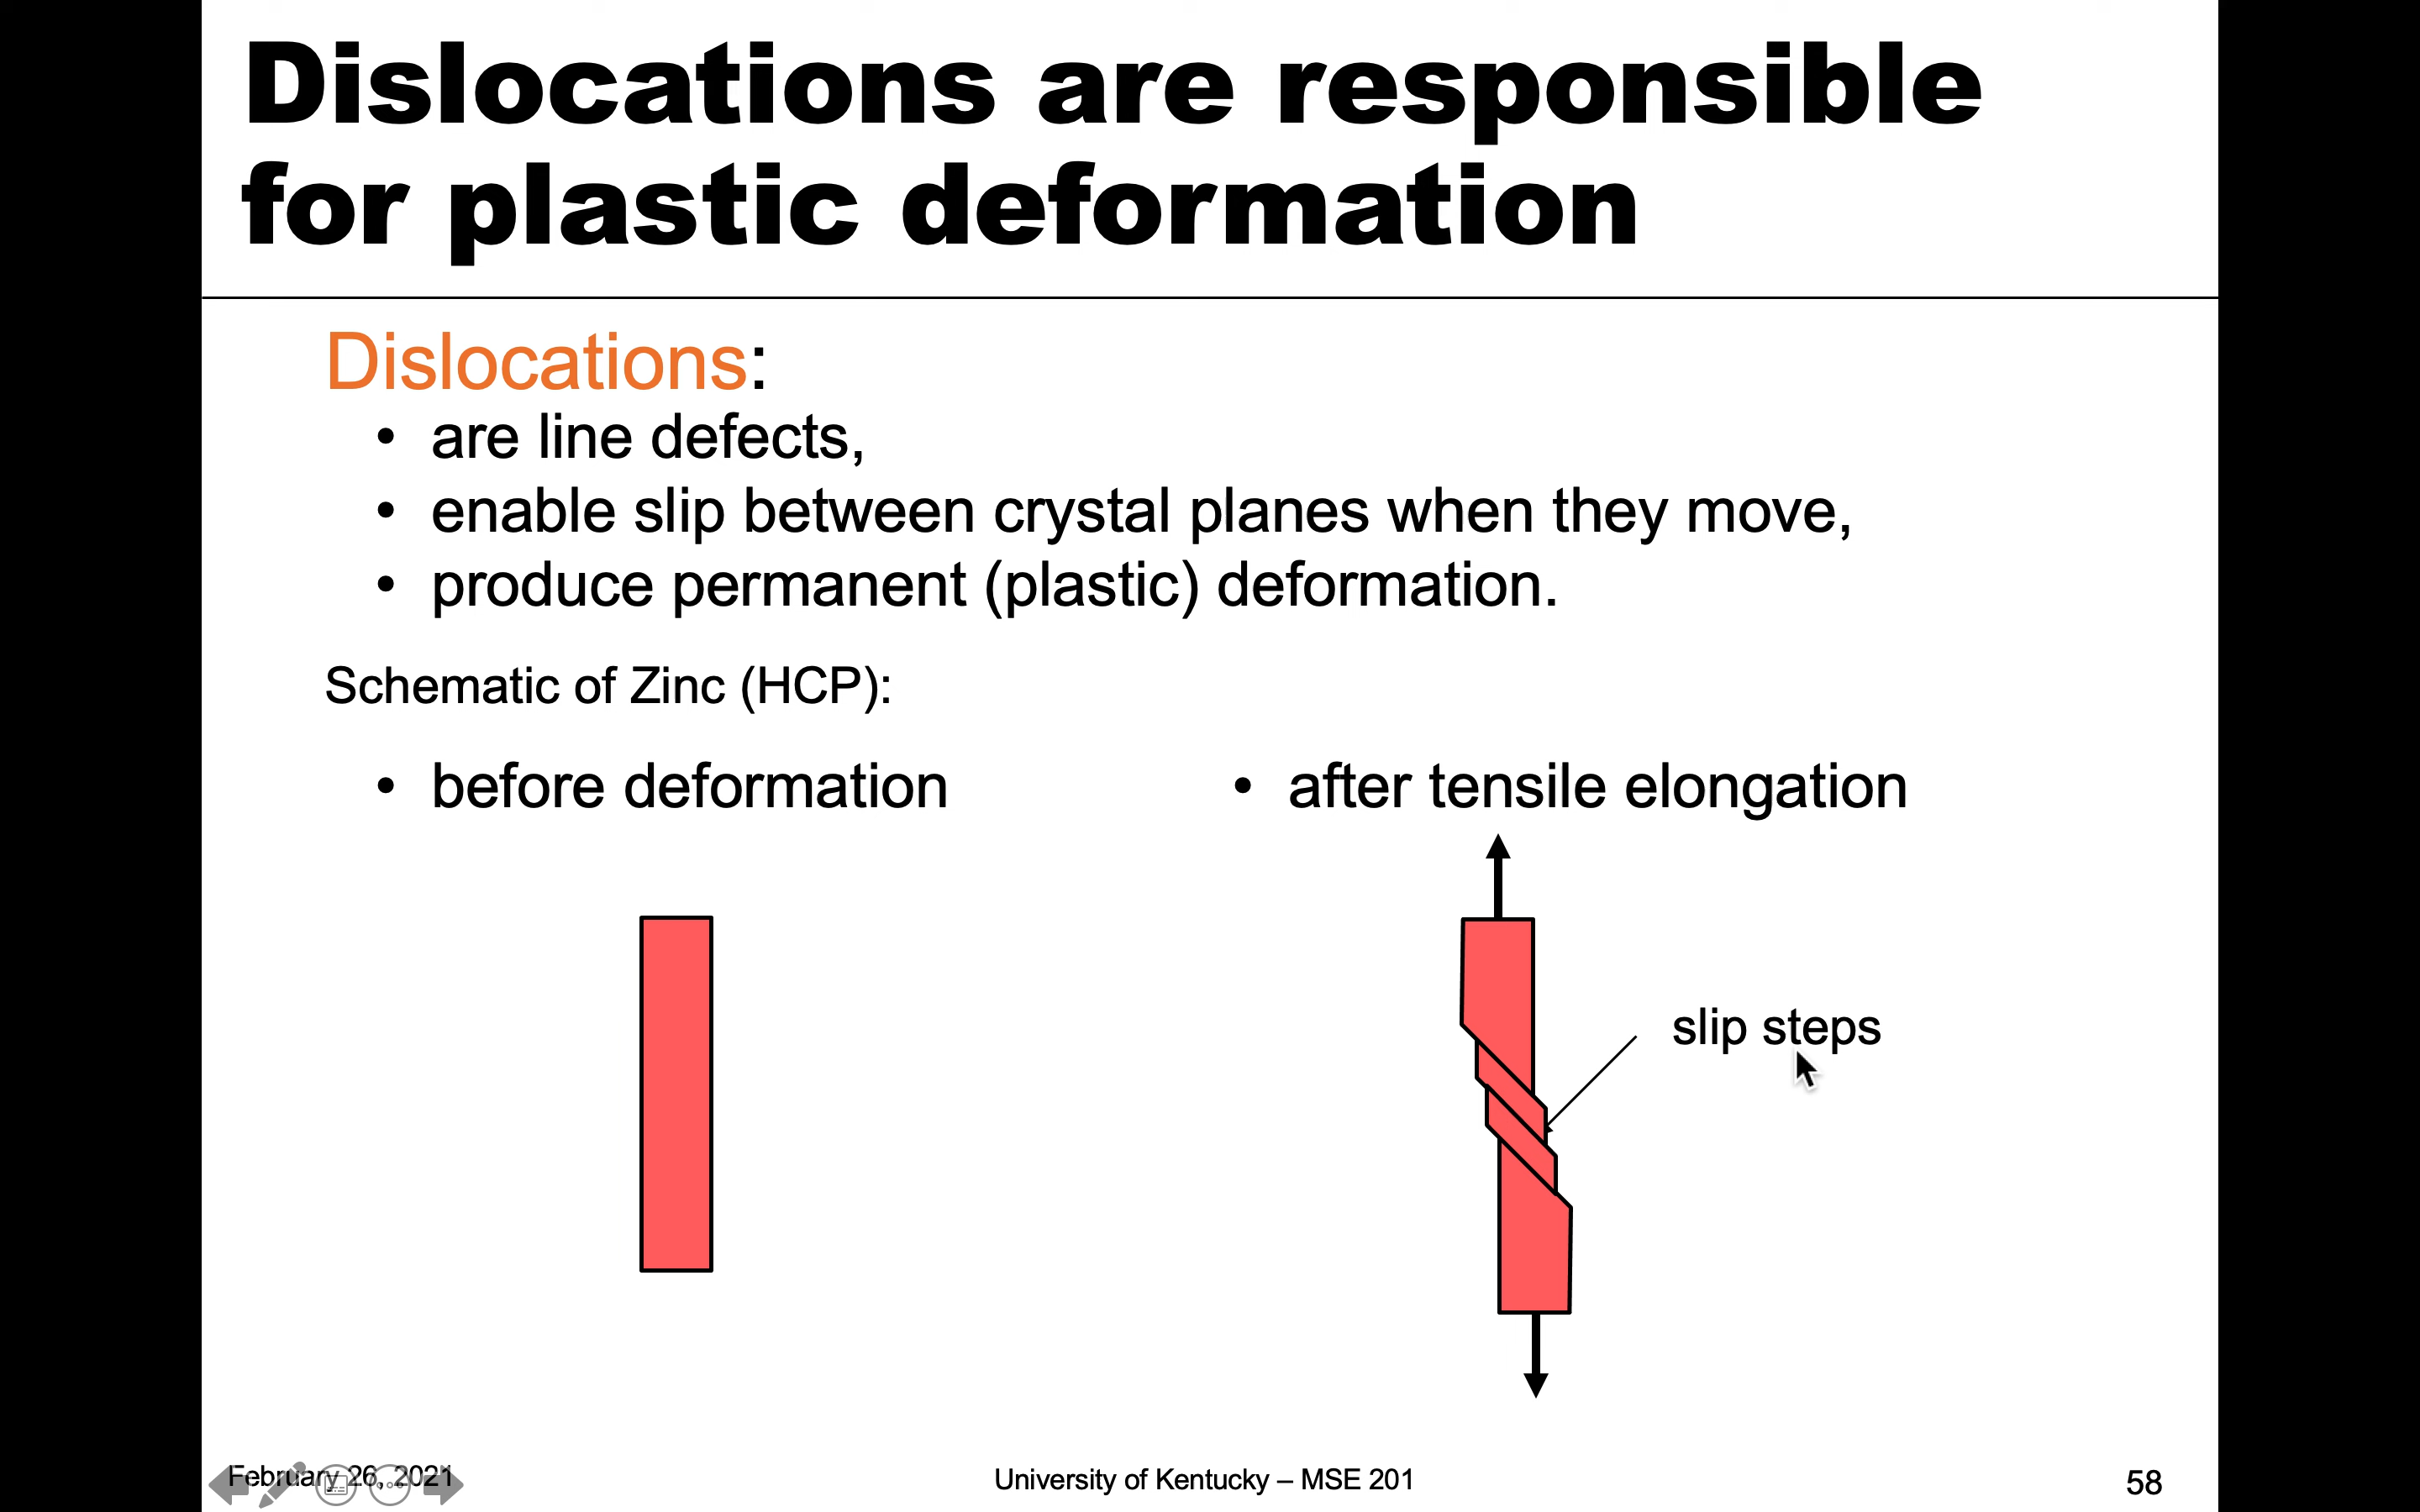 Dislocations are responsible
for plastic deformation
Dislocations:
• are line defects,
• enable slip between crystal planes when they move,
• produce permanent (plastic) deformation.
Schematic of Zinc (HCP):
• before deformation
• after tensile elongation
slip steps
February 26, 2021
University of Kentucky – MSE 201
58